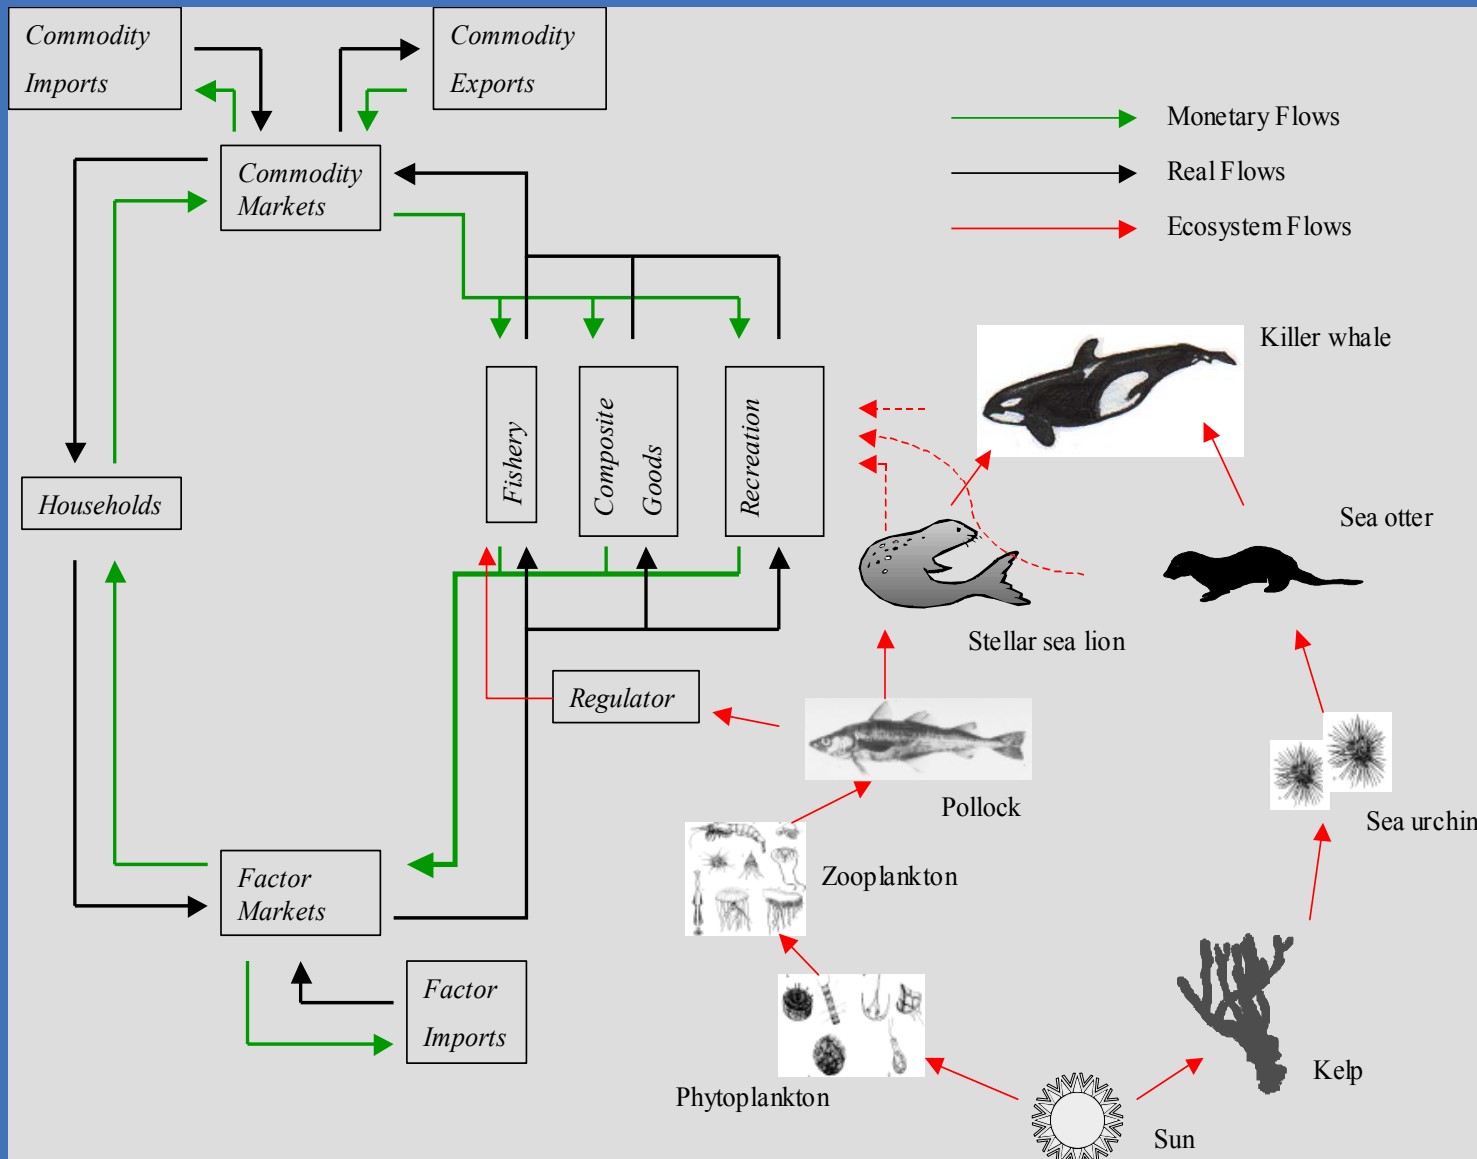 Commodity
Imports
Commodity
Exports
Monetary Flows
Real Flows
Ecosystem Flows
Commodity
Markets
Killer whale
Fishery
Composite
Goods
Recreation
Households
Sea otter
Stellar sea lion
Regulator
Pollock
Sea urchin
Zooplankton
Factor
Markets
Factor
Imports
Phytoplankton
Kelp
Sun